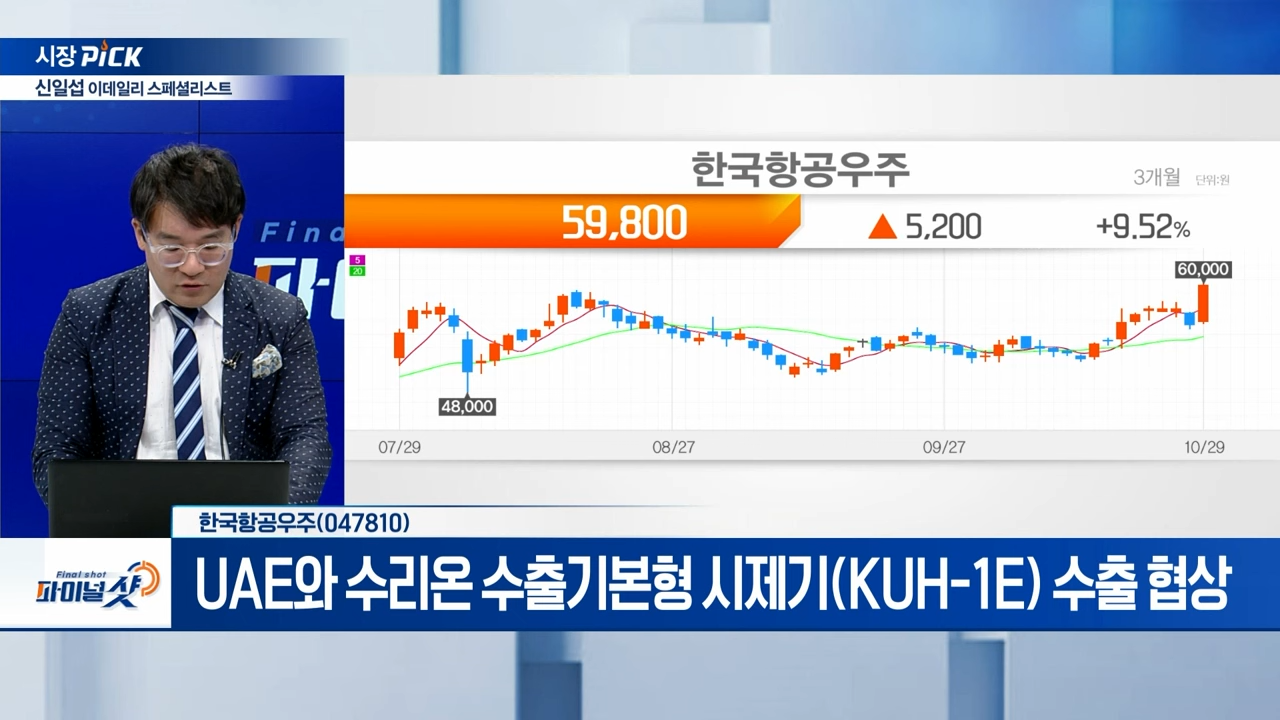 시장 PiCK
신일섭 이데일리 스페셜리스트
Fina
한국항공우주
3개월 단위:원
59,800 ▲ 5,200 +9.52%
5
20
60,000
48,000
07/29 08/27 09/27 10/29
한국항공우주(047810)
Final shot
파이널샷
UAE와 수리온 수출기본형 시제기(KUH-1E) 수출 협상